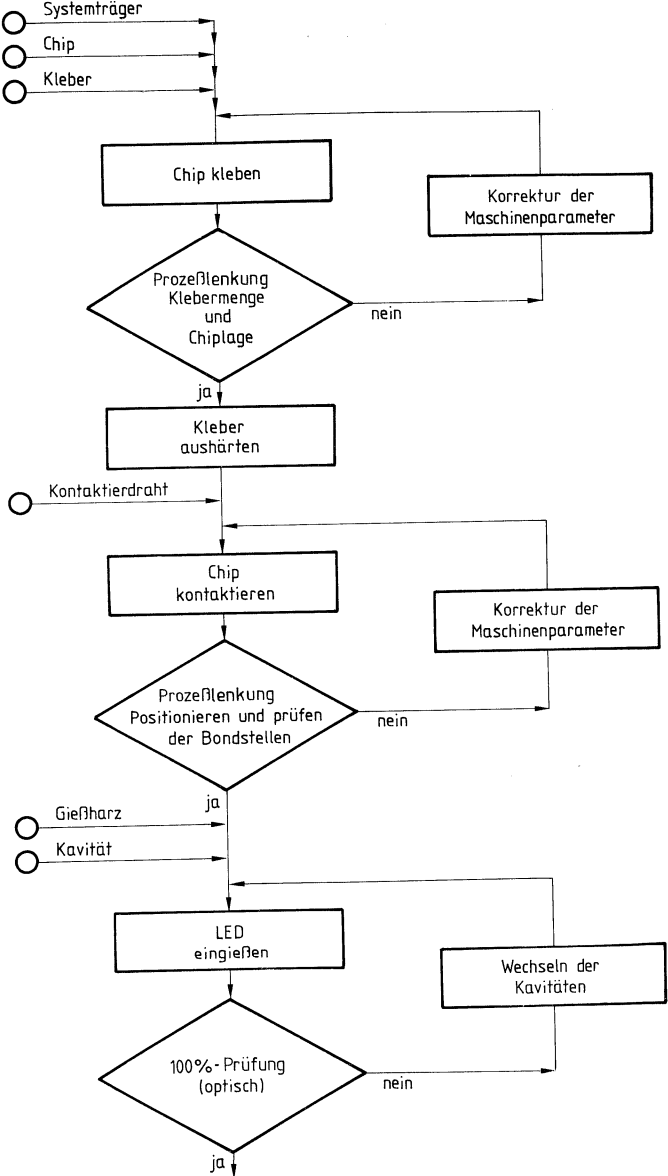 Systemträger
Chip
Kleber
Chip kleben
Korrektur der
Maschinenparameter
Prozeßlenkung
Klebermenge
und
Chiplage
nein
ja
Kleber
aushärten
Kontaktierdraht
Chip
kontaktieren
Korrektur der
Maschinenparameter
Prozeßlenkung
Positionieren und prüfen
der Bondstellen
nein
ja
Gießharz
Kavität
LED
eingießen
Wechseln der
Kavitäten
100%-Prüfung
(optisch)
nein
ja